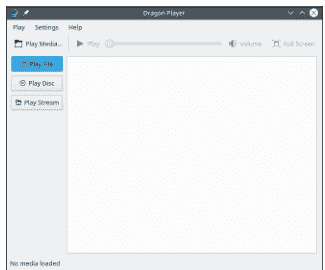 Dragon Player
Play Settings Help
Play Media... Play Volume Full Screen
Play File
Play Disc
Play Stream
No media loaded